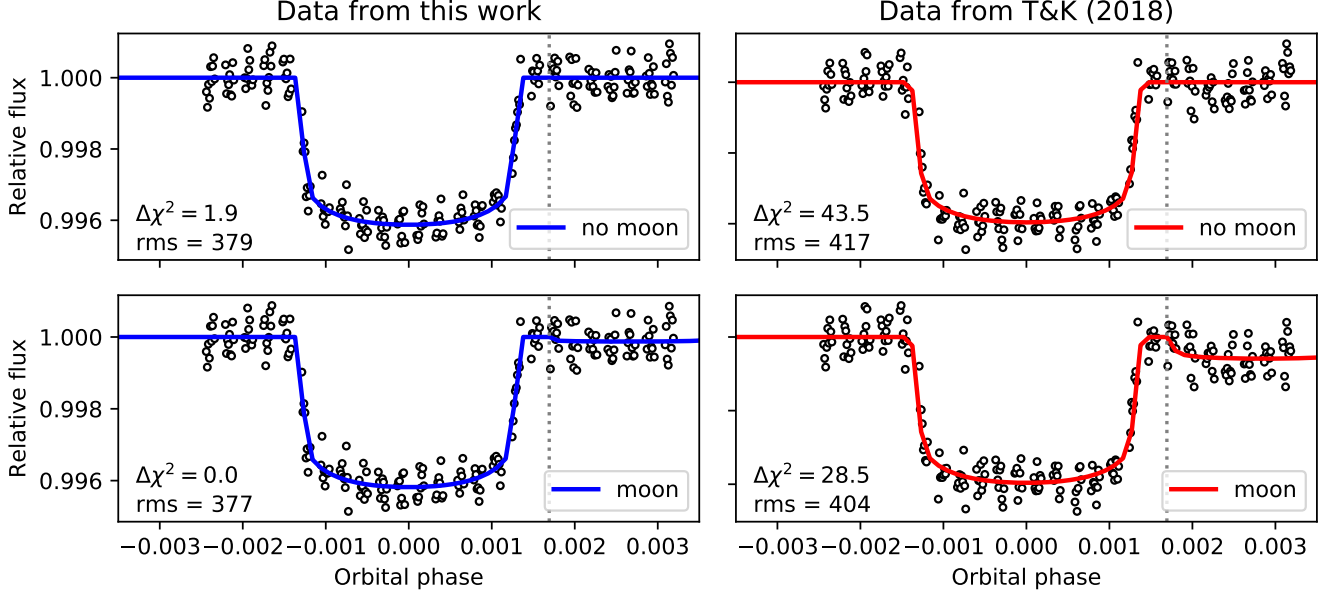 Data from this work
Data from T&K (2018)
Relative flux
1.000
0.998
0.996
Δχ² = 1.9
rms = 379
no moon
Δχ² = 43.5
rms = 417
no moon
Relative flux
1.000
0.998
0.996
Δχ² = 0.0
rms = 377
moon
Δχ² = 28.5
rms = 404
moon
−0.003 −0.002 −0.001 0.000 0.001 0.002 0.003
Orbital phase
−0.003 −0.002 −0.001 0.000 0.001 0.002 0.003
Orbital phase